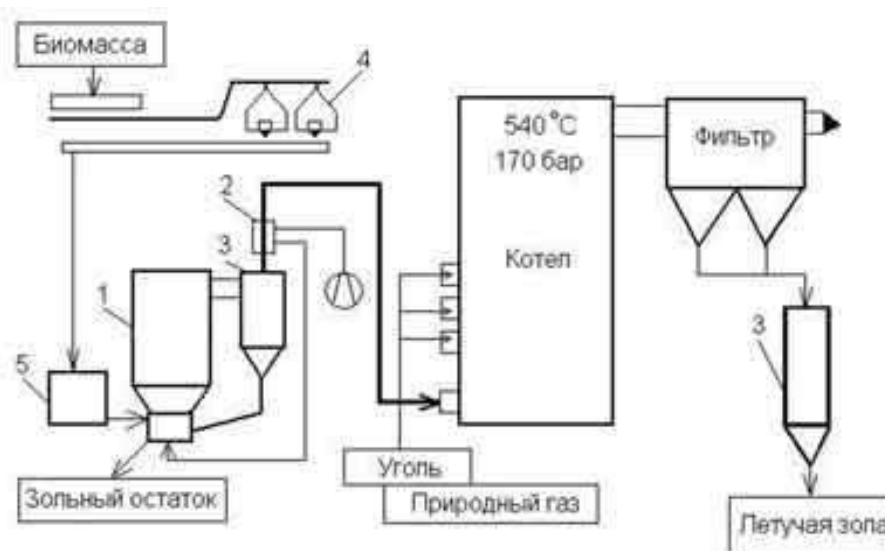 Биомасса
4
540 °C
170 бар
Фильтр
2
3
Котел
1
5
3
Уголь
Зольный остаток
Природный газ
Летучая зола